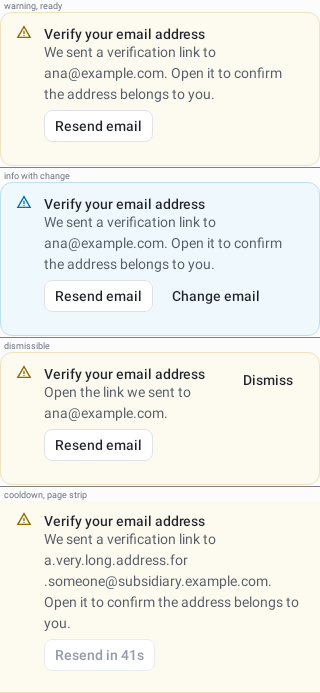 warning, ready
Verify your email address
We sent a verification link to
ana@example.com. Open it to confirm
the address belongs to you.
Resend email
info with change
Verify your email address
We sent a verification link to
ana@example.com. Open it to confirm
the address belongs to you.
Resend email Change email
dismissible
Verify your email address Dismiss
Open the link we sent to
ana@example.com.
Resend email
cooldown, page strip
Verify your email address
We sent a verification link to
a.very.long.address.for
.someone@subsidiary.example.com.
Open it to confirm the address belongs to
you.
Resend in 41s